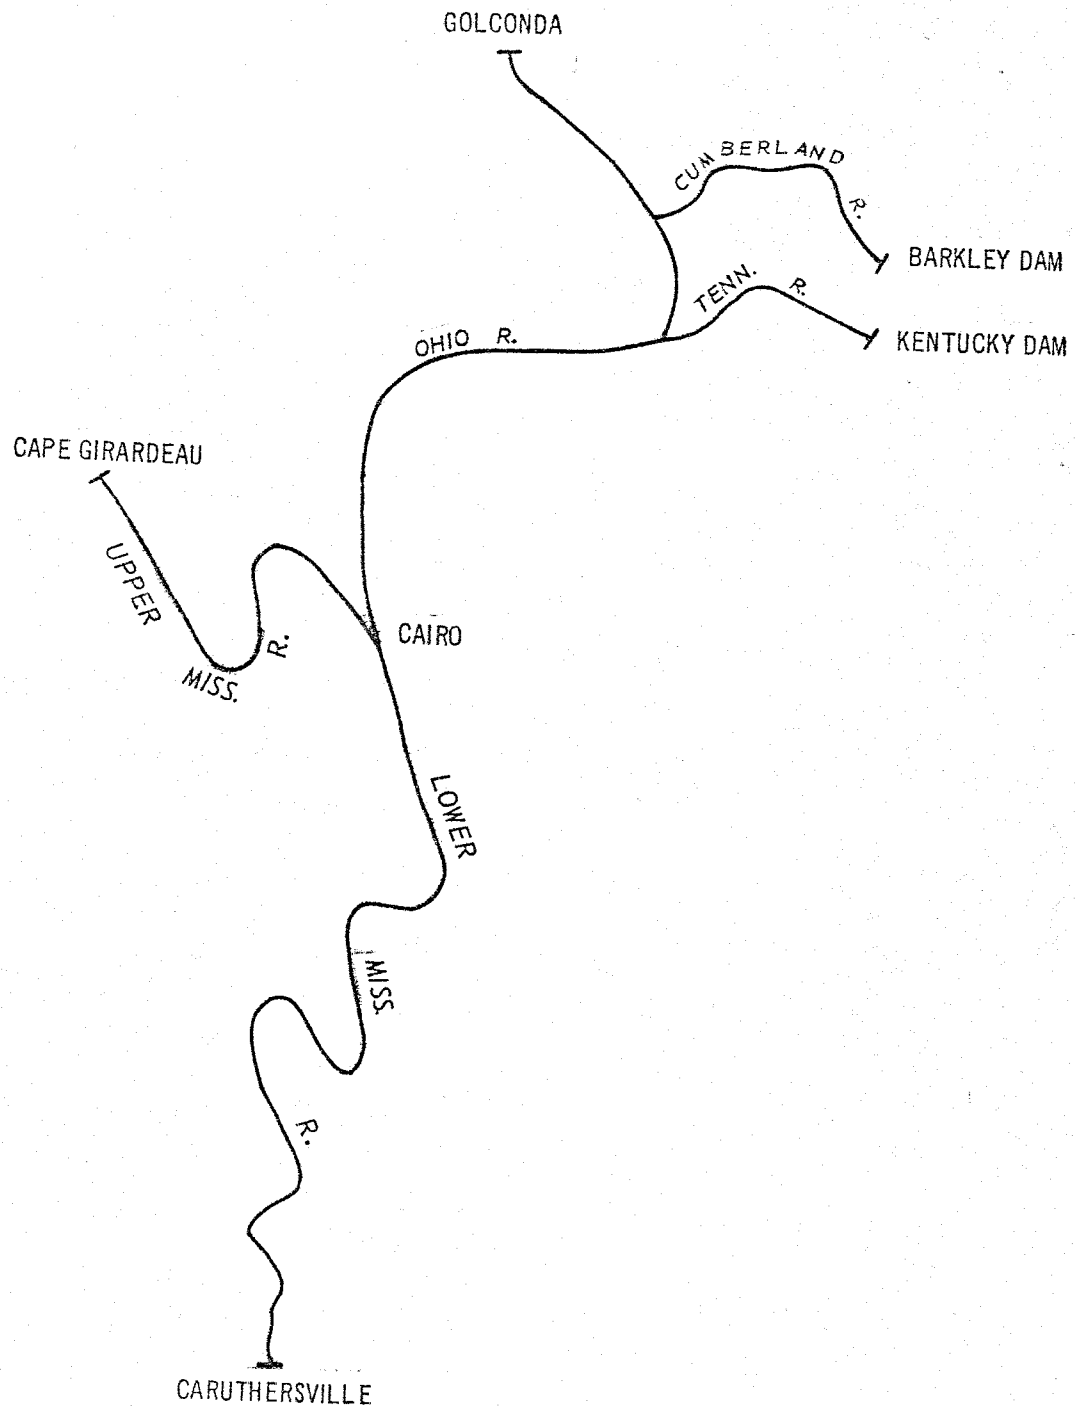 GOLCONDA
CUMBERLAND R.
BARKLEY DAM
TENN. R.
KENTUCKY DAM
OHIO R.
CAPE GIRARDEAU
UPPER MISS. R.
CAIRO
LOWER MISS. R.
CARUTHERSVILLE